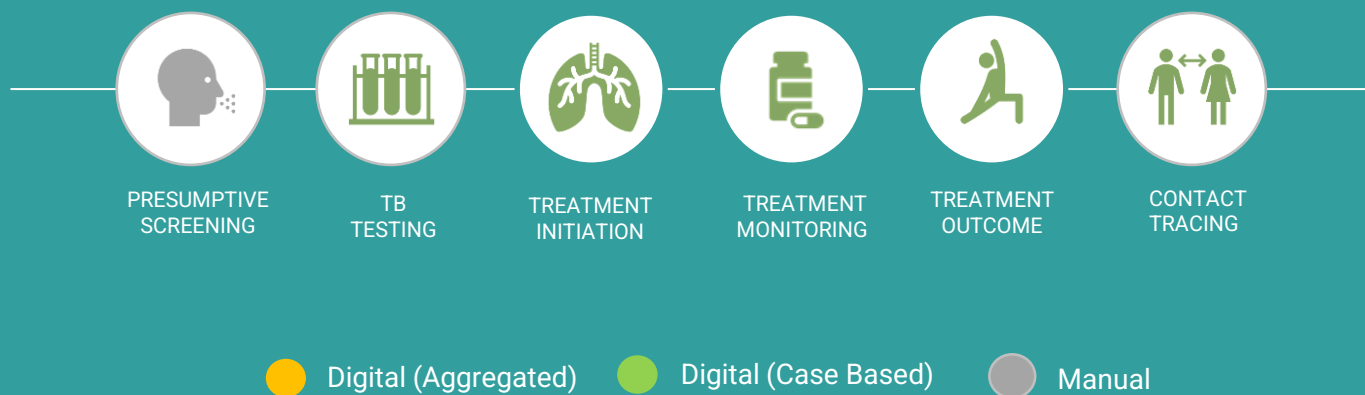 PRESUMPTIVE
SCREENING
TB
TESTING
TREATMENT
INITIATION
TREATMENT
MONITORING
TREATMENT
OUTCOME
CONTACT
TRACING
Digital (Aggregated)
Digital (Case Based)
Manual